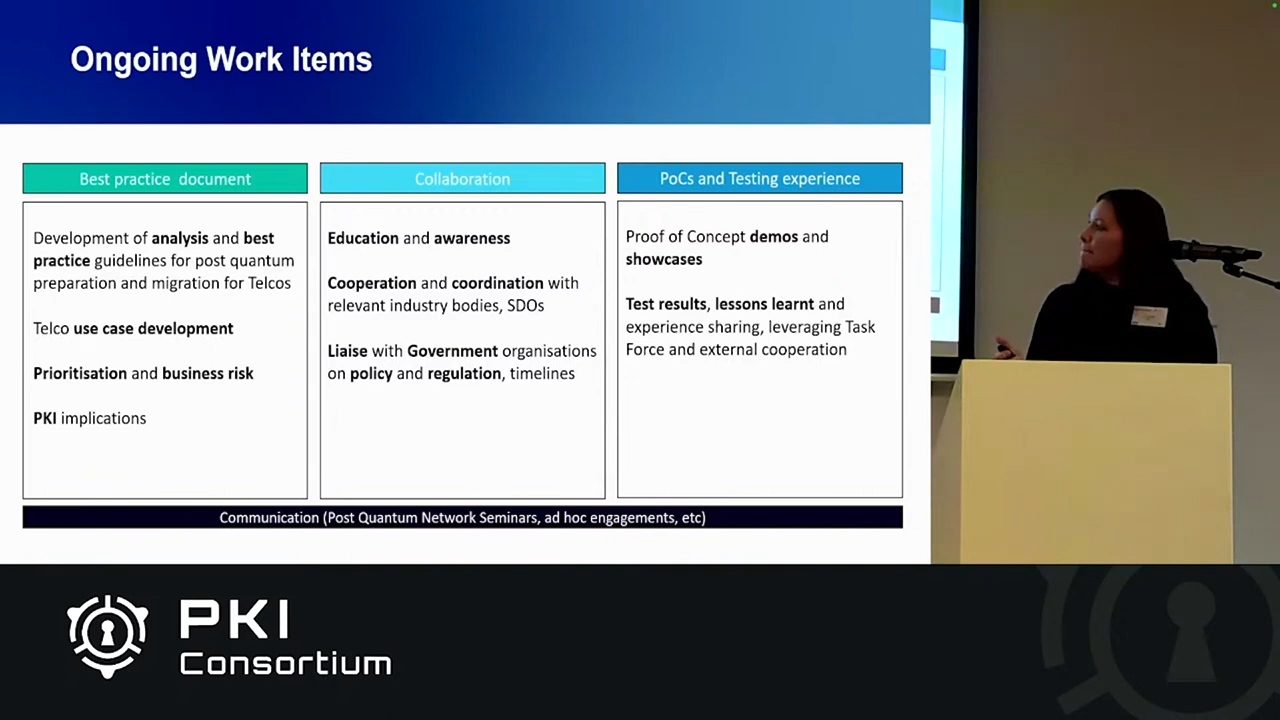 Ongoing Work Items
Best practice document
Development of analysis and best
practice guidelines for post quantum
preparation and migration for Telcos
Telco use case development
Prioritisation and business risk
PKI implications
Collaboration
Education and awareness
Cooperation and coordination with
relevant industry bodies, SDOs
Liaise with Government organisations
on policy and regulation, timelines
PoCs and Testing experience
Proof of Concept demos and
showcases
Test results, lessons learnt and
experience sharing, leveraging Task
Force and external cooperation
Communication (Post Quantum Network Seminars, ad hoc engagements, etc)
PKI
Consortium